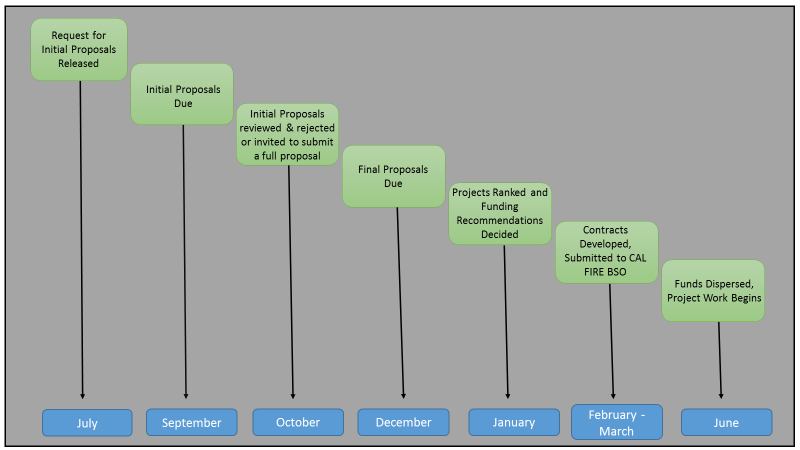 Request for
Initial Proposals
Released
Initial Proposals
Due
Initial Proposals
reviewed & rejected
or invited to submit
a full proposal
Final Proposals
Due
Projects Ranked and
Funding
Recommendations
Decided
Contracts
Developed,
Submitted to CAL
FIRE BSO
Funds Dispersed,
Project Work Begins
July
September
October
December
January
February -
March
June